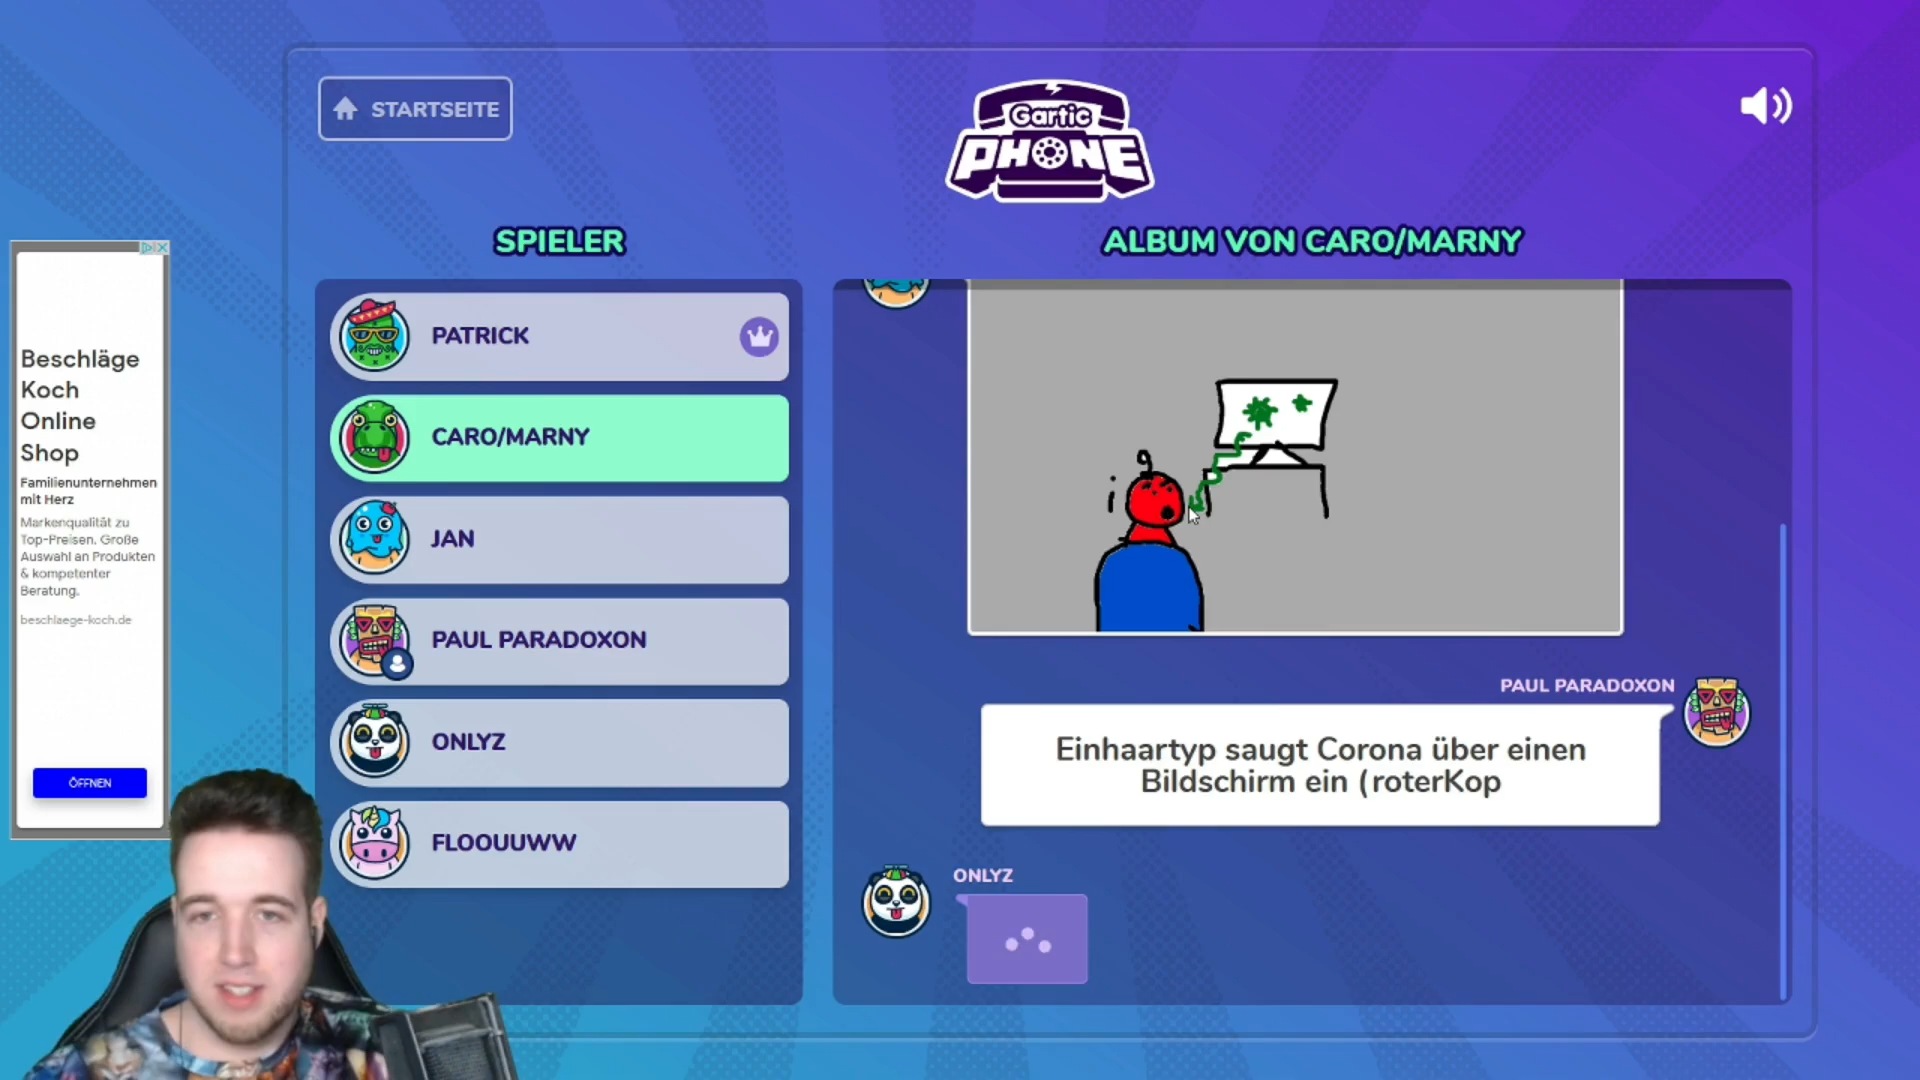 STARTSEITE
Gartic
PHONE
SPIELER
ALBUM VON CARO/MARNY
PATRICK
CARO/MARNY
JAN
PAUL PARADOXON
ONLYZ
FLOOUUWW
PAUL PARADOXON
Einhaartyp saugt Corona über einen
Bildschirm ein (roterKop
ONLYZ
Beschläge
Koch
Online
Shop
Familienunternehmen
mit Herz
Markenqualität zu
Top-Preisen. Große
Auswahl an Produkten
& kompetenter
Beratung.
beschlaege-koch.de
ÖFFNEN